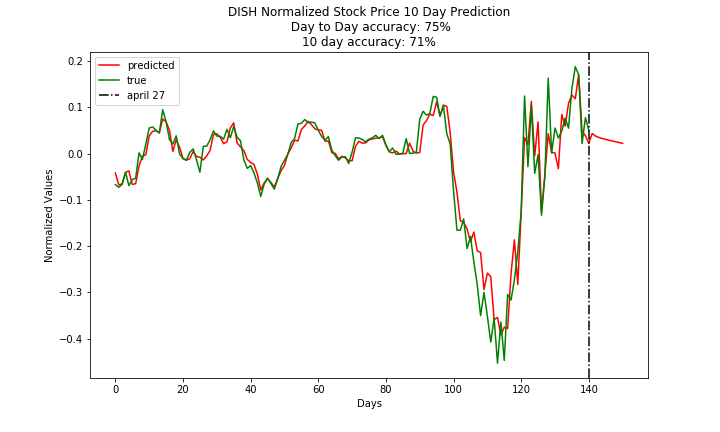 DISH Normalized Stock Price 10 Day Prediction
Day to Day accuracy: 75%
10 day accuracy: 71%
predicted
true
april 27
Normalized Values
0.2
0.1
0.0
−0.1
−0.2
−0.3
−0.4
0 20 40 60 80 100 120 140
Days